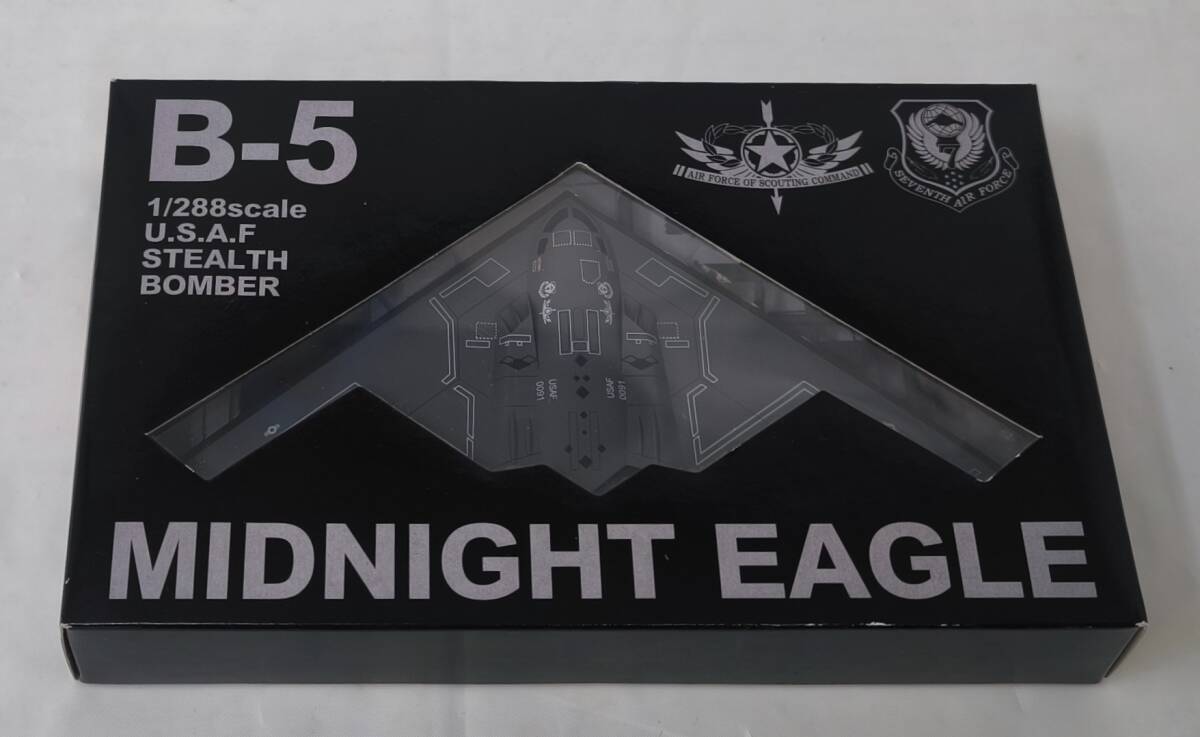 B-5
1/288scale
U.S.A.F
STEALTH
BOMBER
AIR FORCE OF SCOUTING COMMAND
7
SEVENTH AIR FORCE
USAF
0091
USAF
0091
MIDNIGHT EAGLE